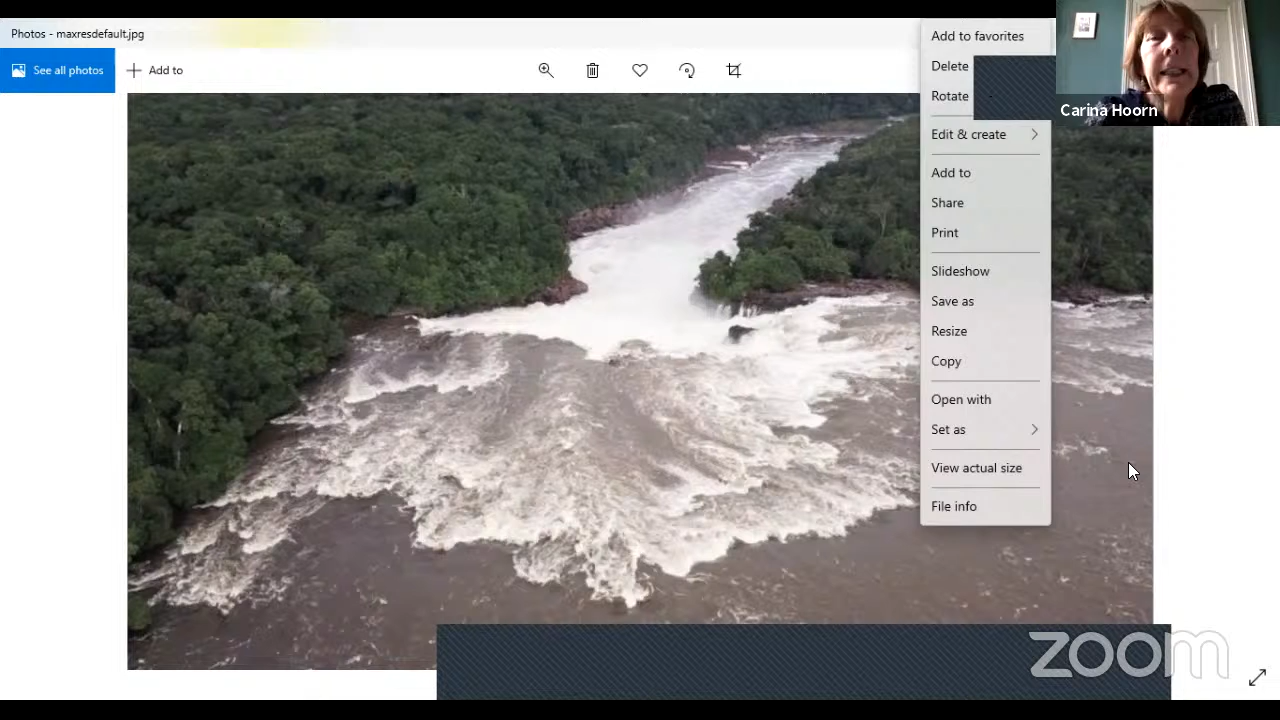 Photos - maxresdefault.jpg
See all photos
Add to
Add to favorites
Delete
Rotate
Edit & create
Add to
Share
Print
Slideshow
Save as
Resize
Copy
Open with
Set as
View actual size
File info
Carina Hoorn
zoom